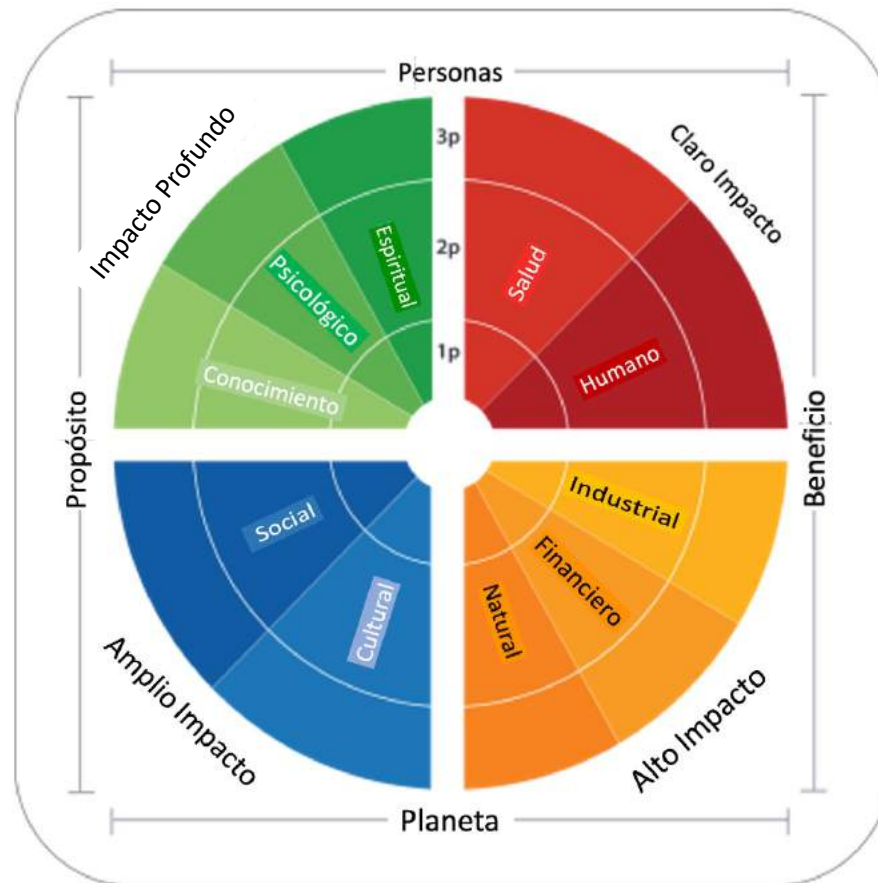 Personas
Impacto Profundo
Claro Impacto
3p
2p
1p
Espiritual
Psicológico
Conocimiento
Salud
Humano
Propósito
Beneficio
Social
Cultural
Industrial
Financiero
Natural
Amplio Impacto
Alto Impacto
Planeta